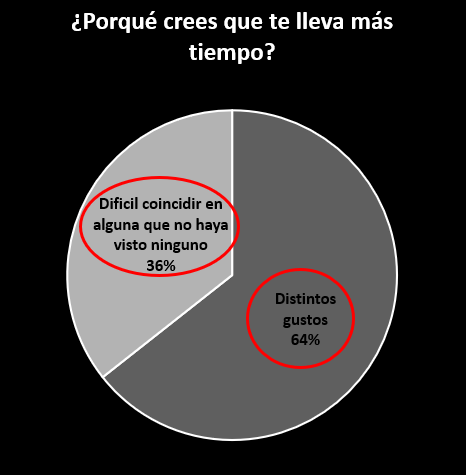 ¿Porqué crees que te lleva más
tiempo?
Dificil coincidir en
alguna que no haya
visto ninguno
36%
Distintos
gustos
64%